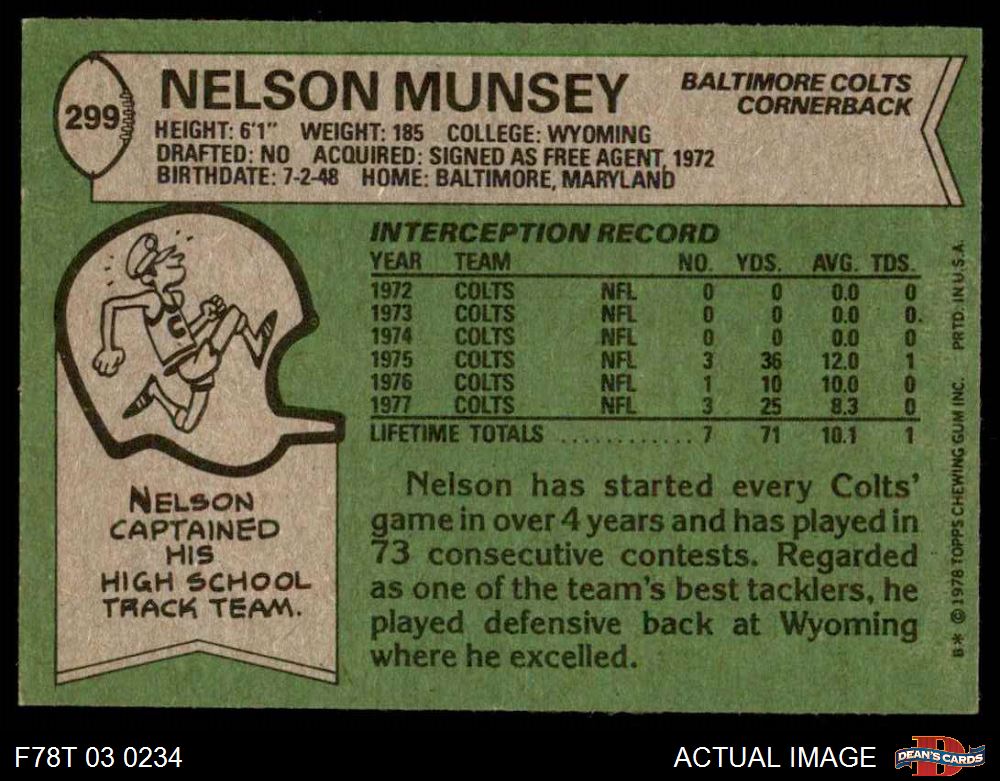 299
NELSON MUNSEY
BALTIMORE COLTS
CORNERBACK
HEIGHT: 6'1" WEIGHT: 185 COLLEGE: WYOMING
DRAFTED: NO ACQUIRED: SIGNED AS FREE AGENT, 1972
BIRTHDATE: 7-2-48 HOME: BALTIMORE, MARYLAND
INTERCEPTION RECORD
YEAR TEAM NO. YDS. AVG. TDS.
1972 COLTS NFL 0 0 0.0 0
1973 COLTS NFL 0 0 0.0 0
1974 COLTS NFL 0 0 0.0 0
1975 COLTS NFL 3 36 12.0 1
1976 COLTS NFL 1 10 10.0 0
1977 COLTS NFL 3 25 8.3 0
LIFETIME TOTALS ............ 7 71 10.1 1
C
NELSON
CAPTAINED
HIS
HIGH SCHOOL
TRACK TEAM.
Nelson has started every Colts'
game in over 4 years and has played in
73 consecutive contests. Regarded
as one of the team's best tacklers, he
played defensive back at Wyoming
where he excelled.
B* © 1978 TOPPS CHEWING GUM INC. PRTD. IN U.S.A.
F78T 03 0234
ACTUAL IMAGE
D
DEAN'S CARDS